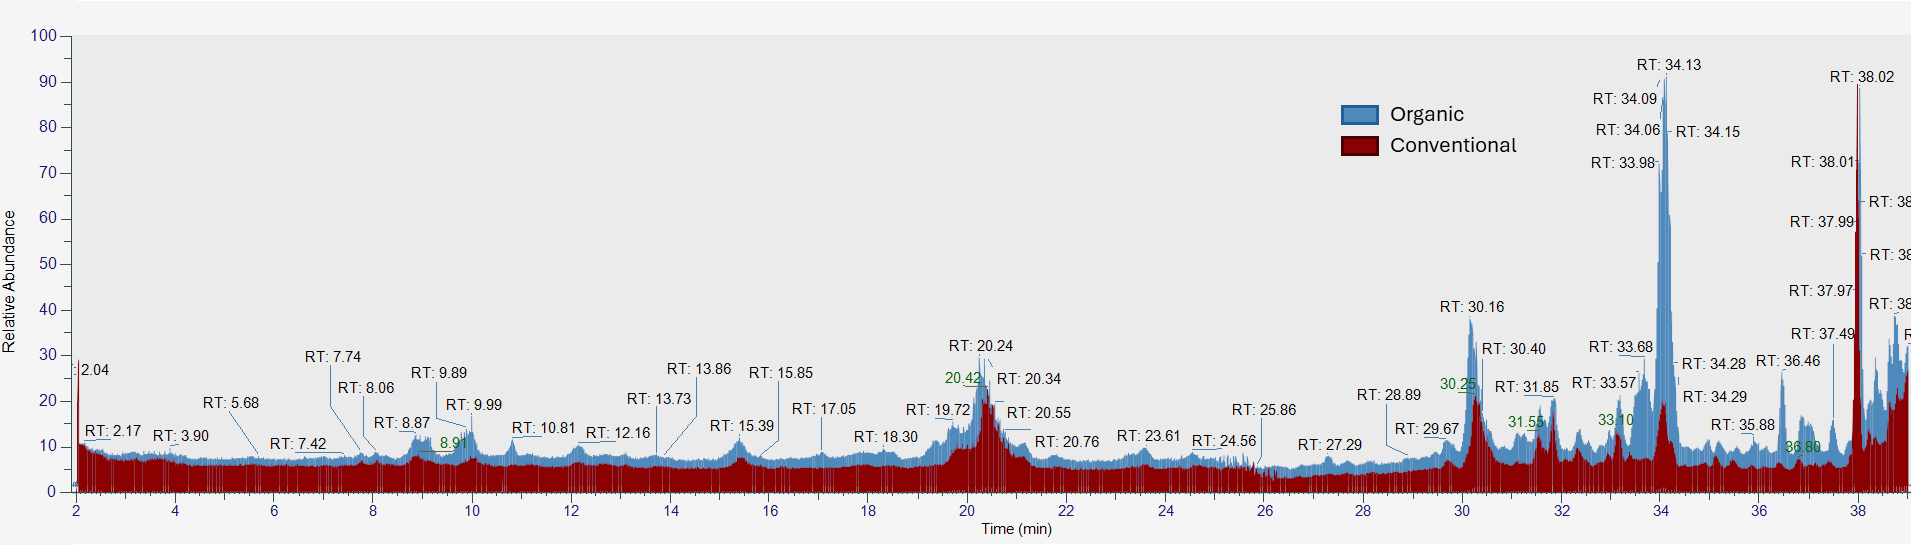 100
90
80
70
60
50
40
30
20
10
0
Relative Abundance
RT: 34.13
RT: 38.02
RT: 34.09
Organic
RT: 34.06
RT: 34.15
Conventional
RT: 33.98
RT: 38.01
RT: 38
RT: 37.99
RT: 38
RT: 37.97
RT: 38
RT: 30.16
RT: 37.49
R
RT: 20.24
RT: 30.40
RT: 33.68
RT: 7.74
RT: 34.28
RT: 36.46
: 2.04
RT: 9.89
RT: 13.86
RT: 15.85
20.42
RT: 20.34
30.25
RT: 31.85
RT: 33.57
RT: 8.06
RT: 28.89
RT: 34.29
RT: 5.68
RT: 9.99
RT: 13.73
RT: 17.05
RT: 19.72
RT: 20.55
RT: 25.86
RT: 8.87
RT: 10.81
RT: 15.39
RT: 29.67
31.55
33.10
RT: 35.88
RT: 2.17
RT: 3.90
RT: 7.42
8.91
RT: 12.16
RT: 18.30
RT: 20.76
RT: 23.61
RT: 24.56
RT: 27.29
36.80
2 4 6 8 10 12 14 16 18 20 22 24 26 28 30 32 34 36 38
Time (min)